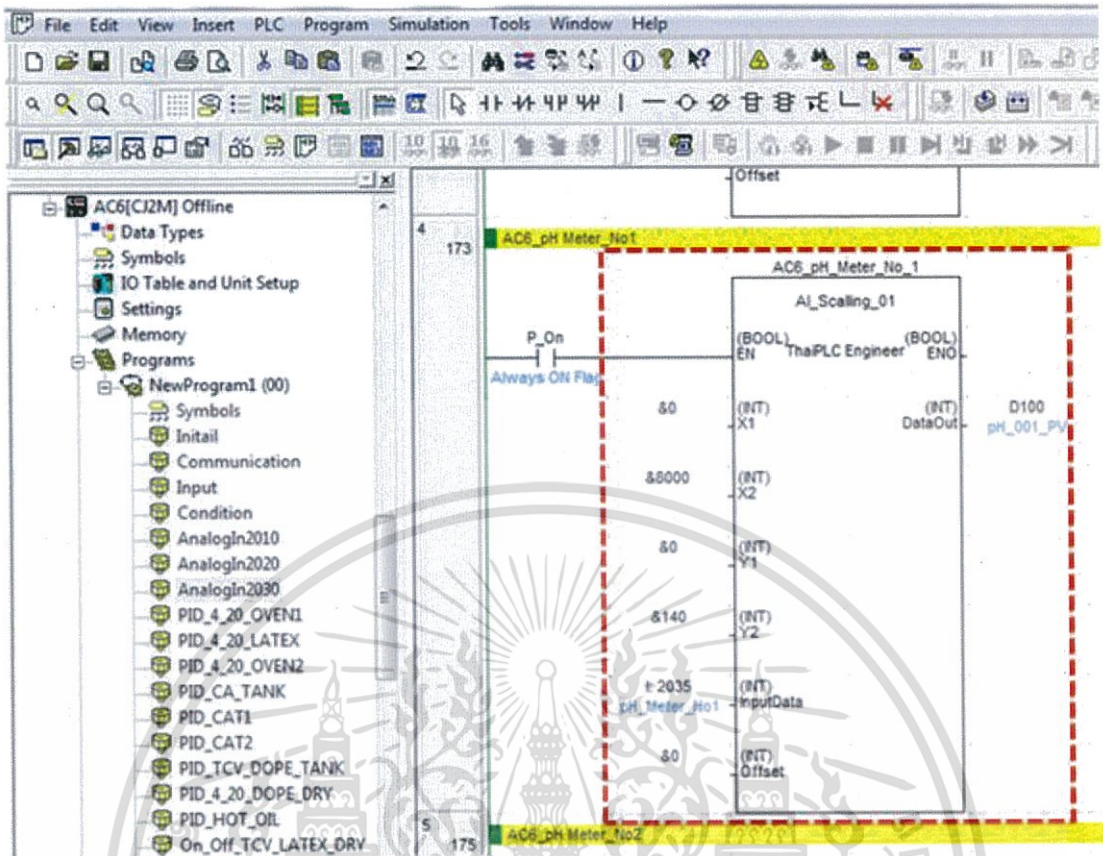 File Edit View Insert PLC Program Simulation Tools Window Help
10 10 16
AC6[CJ2M] Offline
Data Types
Symbols
IO Table and Unit Setup
Settings
Memory
Programs
NewProgram1 (00)
Symbols
Initail
Communication
Input
Condition
AnalogIn2010
AnalogIn2020
AnalogIn2030
PID_4_20_OVEN1
PID_4_20_LATEX
PID_4_20_OVEN2
PID_CA_TANK
PID_CAT1
PID_CAT2
PID_TCV_DOPE_TANK
PID_4_20_DOPE_DRY
PID_HOT_OIL
On_Off_TCV_LATEX_DRY
Offset
4
173
AC6_pH Meter_No1
AC6_pH_Meter_No_1
AI_Scalling_01
P_On
Always ON Flag
(BOOL) (BOOL)
EN ThaiPLC Engineer ENO
&0 (INT) (INT) D100
X1 DataOut pH_001_PV
&8000 (INT)
X2
&0 (INT)
Y1
&140 (INT)
Y2
I: 2035 (INT)
pH_Meter_No1 InputData
&0 (INT)
Offset
5
175
AC6_pH Meter_No2